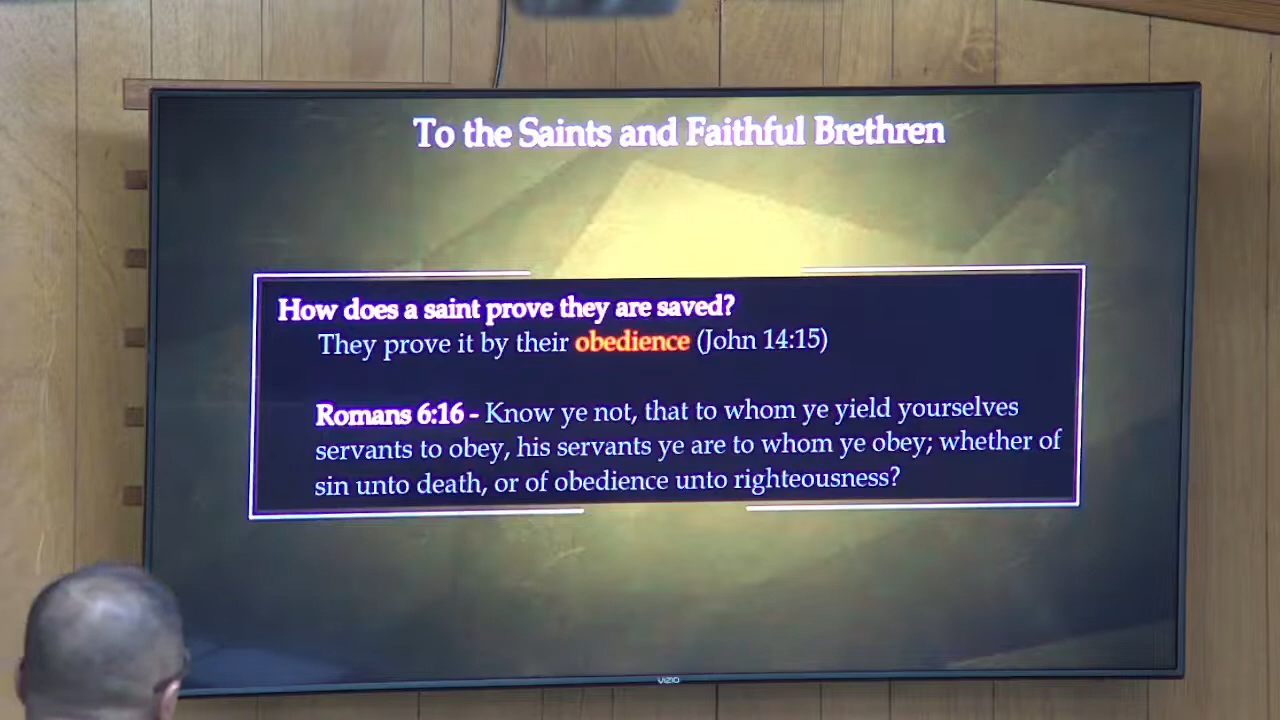 To the Saints and Faithful Brethren
How does a saint prove they are saved?
They prove it by their obedience (John 14:15)
Romans 6:16 - Know ye not, that to whom ye yield yourselves
servants to obey, his servants ye are to whom ye obey; whether of
sin unto death, or of obedience unto righteousness?
VIZIO